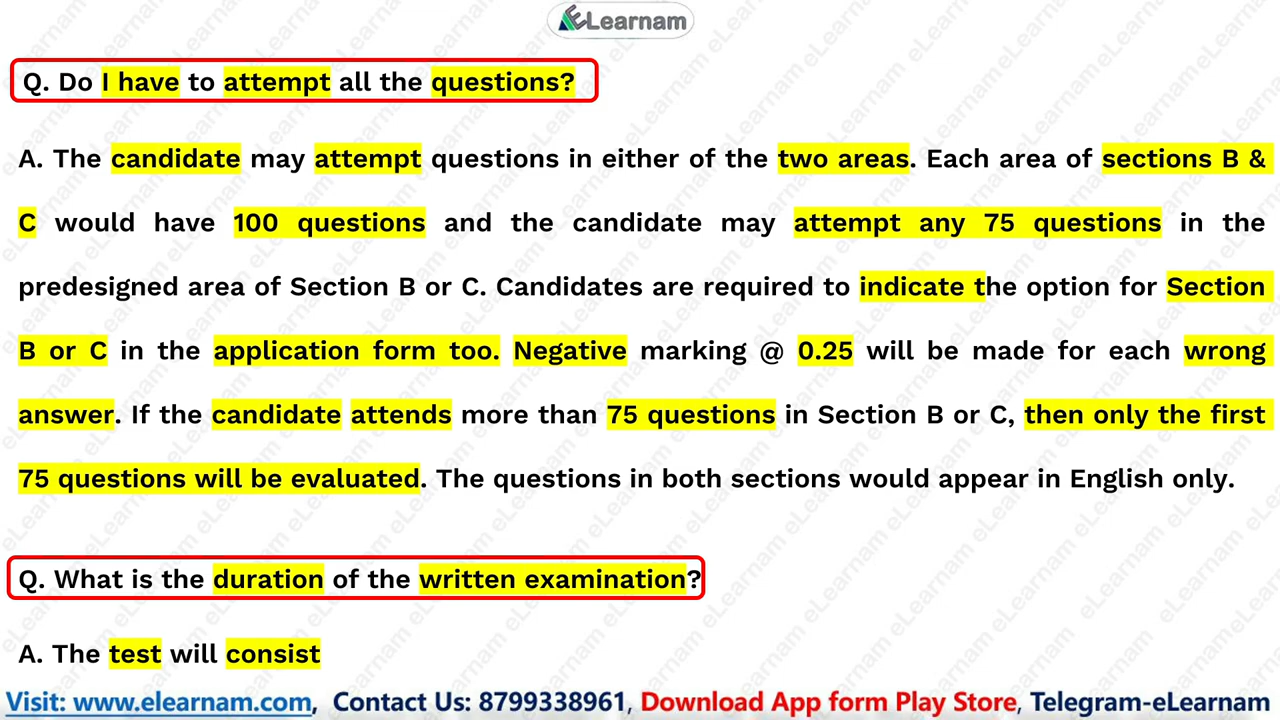 eLearnam
Q. Do I have to attempt all the questions?
A. The candidate may attempt questions in either of the two areas. Each area of sections B &
C would have 100 questions and the candidate may attempt any 75 questions in the
predesigned area of Section B or C. Candidates are required to indicate the option for Section
B or C in the application form too. Negative marking @ 0.25 will be made for each wrong
answer. If the candidate attends more than 75 questions in Section B or C, then only the first
75 questions will be evaluated. The questions in both sections would appear in English only.
Q. What is the duration of the written examination?
A. The test will consist
Visit: www.elearnam.com, Contact Us: 8799338961, Download App form Play Store, Telegram-eLearnam